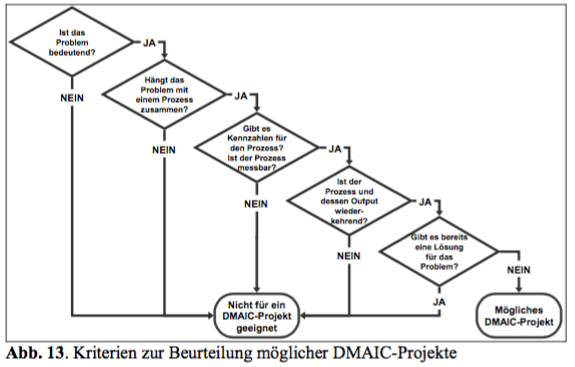 Ist das
Problem
bedeutend?
JA
NEIN
Hängt das
Problem mit
einem Prozess
zusammen?
JA
NEIN
Gibt es
Kennzahlen für
den Prozess?
Ist der Prozess
messbar?
JA
NEIN
Ist der
Prozess und
dessen Output
wieder-
kehrend?
JA
NEIN
Gibt es bereits
eine Lösung
für das
Problem?
NEIN
JA
Nicht für ein
DMAIC-Projekt
geeignet
Mögliches
DMAIC-Projekt
Abb. 13. Kriterien zur Beurteilung möglicher DMAIC-Projekte